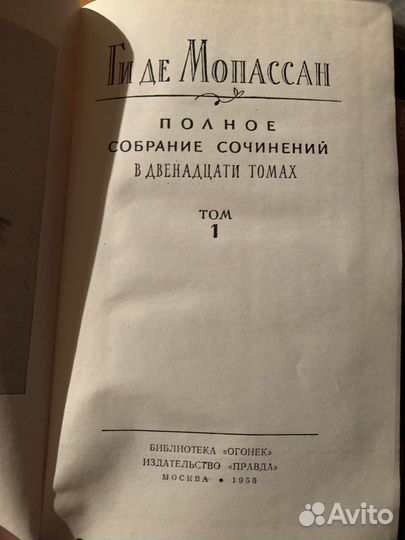 Ги де Мопассан
ПОЛНОЕ
СОБРАНИЕ СОЧИНЕНИЙ
В ДВЕНАДЦАТИ ТОМАХ
ТОМ
1
БИБЛИОТЕКА «ОГОНЕК»
ИЗДАТЕЛЬСТВО «ПРАВДА»
МОСКВА • 1958
Avito